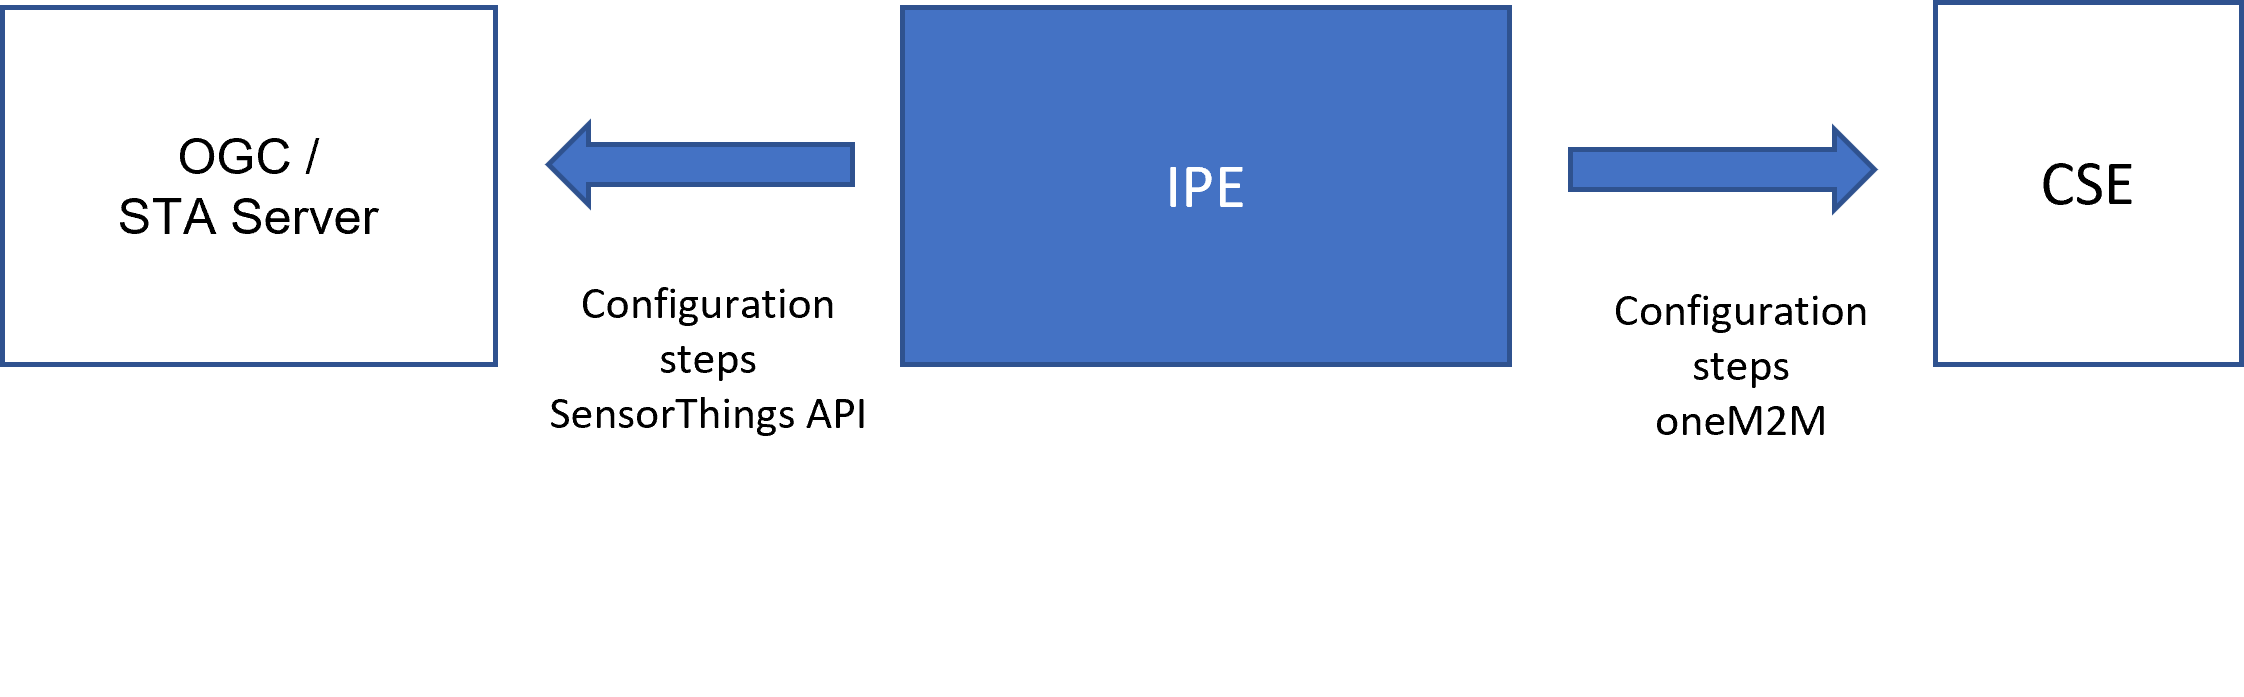 OGC /
STA Server
Configuration
steps
SensorThings API
IPE
Configuration
steps
oneM2M
CSE